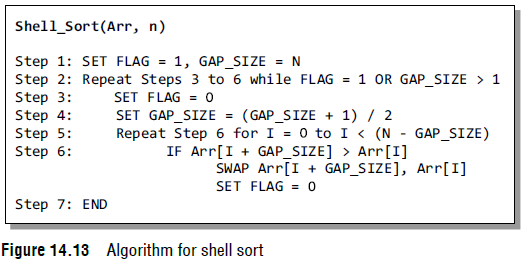 Shell_Sort(Arr, n)
Step 1: SET FLAG = 1, GAP_SIZE = N
Step 2: Repeat Steps 3 to 6 while FLAG = 1 OR GAP_SIZE > 1
Step 3: SET FLAG = 0
Step 4: SET GAP_SIZE = (GAP_SIZE + 1) / 2
Step 5: Repeat Step 6 for I = 0 to I < (N - GAP_SIZE)
Step 6: IF Arr[I + GAP_SIZE] > Arr[I]
SWAP Arr[I + GAP_SIZE], Arr[I]
SET FLAG = 0
Step 7: END
Figure 14.13 Algorithm for shell sort